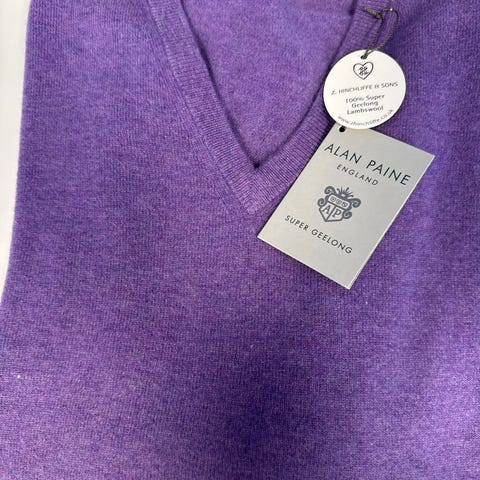 Z. HINCHLIFFE & SONS
100% Super
Geelong
Lambswool
www.zhinchliffe.co.uk
ALAN PAINE
ENGLAND
AP
SUPER GEELONG